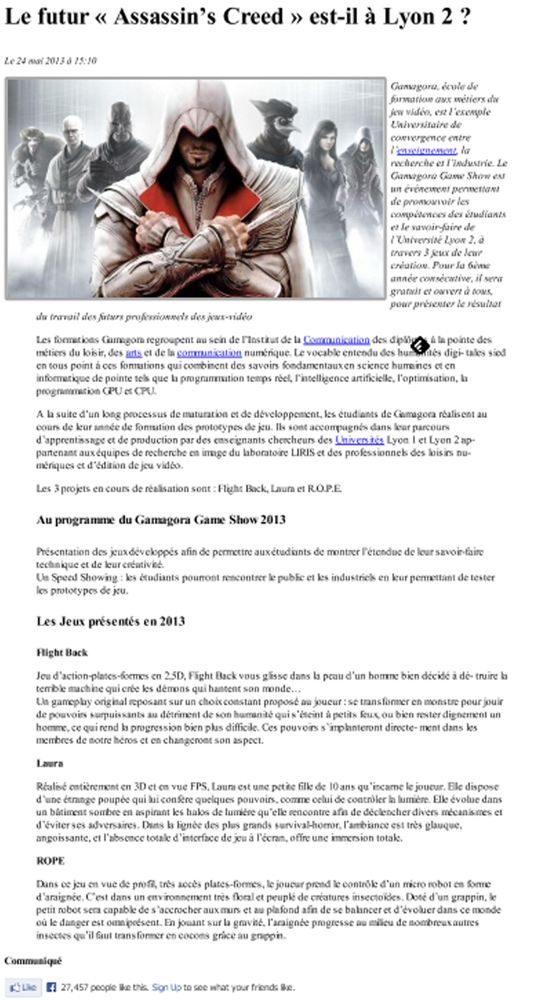 Le futur « Assassin’s Creed » est-il à Lyon 2 ?
Le 24 mai 2013 à 15:10
Gamagora, école de
formation aux métiers du
jeu vidéo, est l’exemple
Universitaire de
convergence entre
l’enseignement, la
recherche et l’industrie. Le
Gamagora Game Show est
un événement permettant
de promouvoir les
compétences des étudiants
et le savoir-faire de
l’Université Lyon 2, à
travers 3 jeux de leur
création. Pour la 6ème
année consécutive, il sera
gratuit et ouvert à tous,
pour présenter le résultat
du travail des futurs professionnels des jeux-vidéo
Les formations Gamagora regroupent au sein de l’Institut de la Communication des à la pointe des
métiers du loisir, des arts et de la communication numérique. Le vocable entendu des humanités digi- tales sied
en tous point à ces formations qui combinent des savoirs fondamentaux en science humaines et en
informatique de pointe tels que la programmation temps réel, l’intelligence artificielle, l’optimisation, la
programmation GPU et CPU.
A la suite d’un long processus de maturation et de développement, les étudiants de Gamagora réalisent au
cours de leur année de formation des prototypes de jeu. Ils sont accompagnés dans leur parcours
d’apprentissage et de production par des enseignants chercheurs des Universités Lyon 1 et Lyon 2 ap-
partenant aux équipes de recherche en image du laboratoire LIRIS et des professionnels des loisirs nu-
mériques et d’édition de jeu vidéo.
Les 3 projets en cours de réalisation sont : Flight Back, Laura et R.O.P.E.
Au programme du Gamagora Game Show 2013
Présentation des jeux développés afin de permettre aux étudiants de montrer l’étendue de leur savoir-faire
technique et de leur créativité.
Un Speed Showing : les étudiants pourront rencontrer le public et les industriels en leur permettant de tester
les prototypes de jeu.
Les Jeux présentés en 2013
Flight Back
Jeu d’action-plates-formes en 2,5D, Flight Back vous glisse dans la peau d’un homme bien décidé à dé- truire la
terrible machine qui crée les démons qui hantent son monde…
Un gameplay original reposant sur un choix constant proposé au joueur : se transformer en monstre pour jouir
de pouvoirs surpuissants au détriment de son humanité qui s’éteint à petits feux, ou bien rester dignement un
homme, ce qui rend la progression bien plus difficile. Ces pouvoirs s’implanteront directe- ment dans les
membres de notre héros et en changeront son aspect.
Laura
Réalisé entièrement en 3D et en vue FPS, Laura est une petite fille de 10 ans qu’incarne le joueur. Elle dispose
d’une étrange poupée qui lui confère quelques pouvoirs, comme celui de contrôler la lumière. Elle évolue dans
un bâtiment sombre en aspirant les halos de lumière qu’elle rencontre afin de déclencher divers mécanismes et
d’éviter ses adversaires. Dans la lignée des plus grands survival-horror, l’ambiance est très glauque,
angoissante, et l’absence totale d’interface de jeu à l’écran, offre une immersion totale.
ROPE
Dans ce jeu en vue de profil, très accès plates-formes, le joueur prend le contrôle d’un micro robot en forme
d’araignée. C’est dans un environnement très floral et peuplé de créatures insectoïdes. Doté d’un grappin, le
petit robot sera capable de s’accrocher aux murs et au plafond afin de se balancer et d’évoluer dans ce monde
où le danger est omniprésent. En jouant sur la gravité, l’araignée progresse au milieu de nombreux autres
insectes qu’il faut transformer en cocons grâce au grappin.
Communiqué
Like 27,457 people like this. Sign Up to see what your friends like.